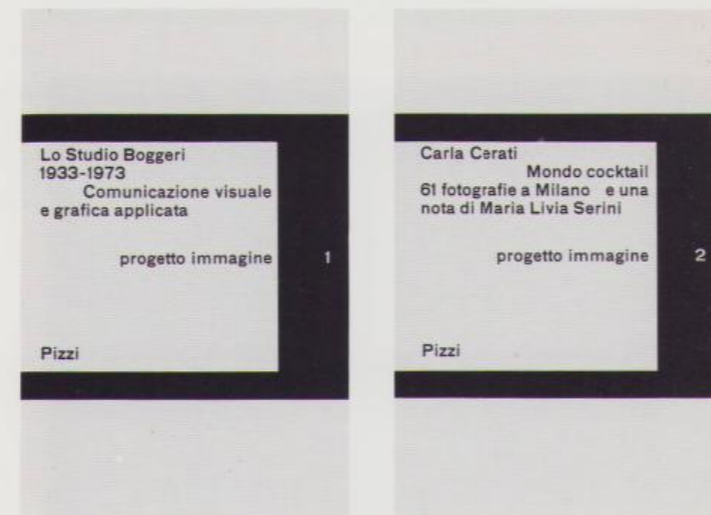 Lo Studio Boggeri
1933-1973
Comunicazione visuale
e grafica applicata
progetto immagine 1
Pizzi
Carla Cerati
Mondo cocktail
61 fotografie a Milano e una
nota di Maria Livia Serini
progetto immagine 2
Pizzi